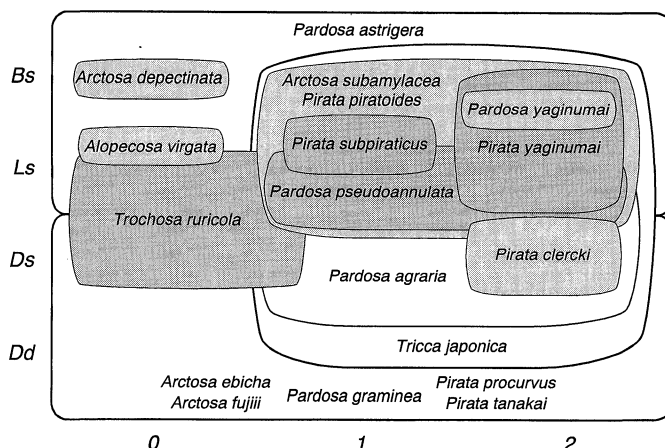 Pardosa astrigera
Bs
Arctosa depectinata
Arctosa subamylacea
Pirata piratoides
Pardosa yaginumai
Alopecosa virgata
Pirata subpiraticus
Pirata yaginumai
Ls
Pardosa pseudoannulata
Trochosa ruricola
Ds
Pardosa agraria
Pirata clercki
Dd
Tricca japonica
Arctosa ebicha
Arctosa fujiii
Pardosa graminea
Pirata procurvus
Pirata tanakai
0 1 2